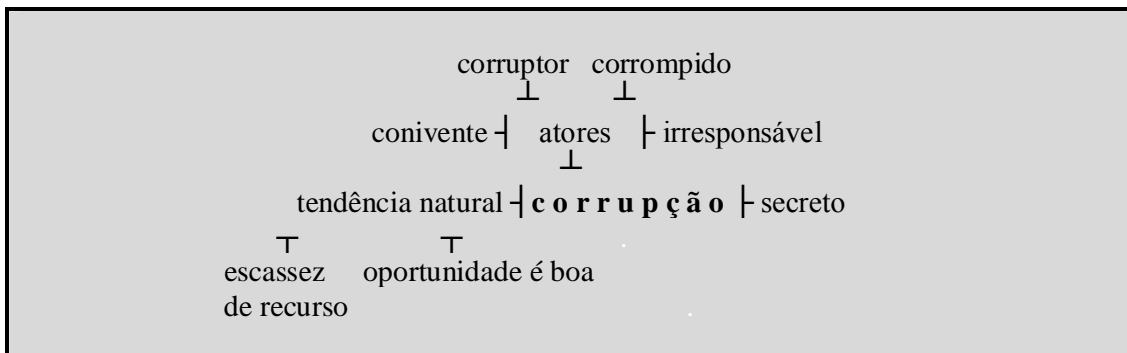 corruptor corrompido
┴ ┴
conivente ┤ atores ├ irresponsável
┴
tendência natural ┤c o r r u p ç ã o ├ secreto
┬ ┬
escassez oportunidade é boa
de recurso